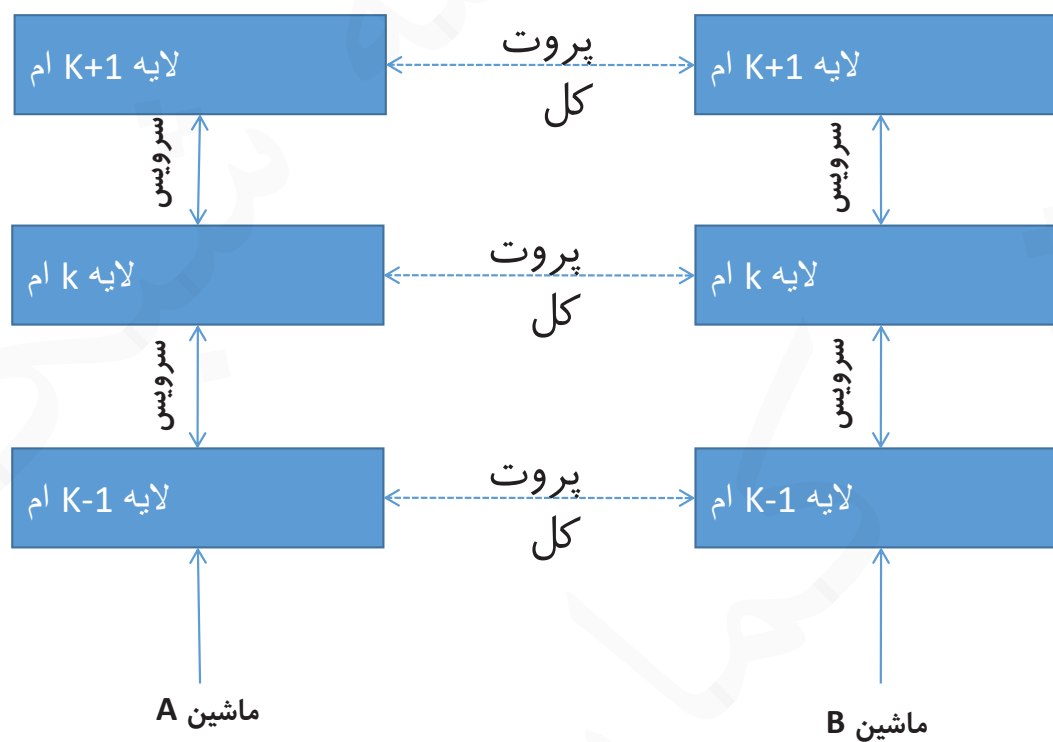 لایه K+1 ام
پروت
کل
لایه K+1 ام
سرویس
سرویس
لایه k ام
پروت
کل
لایه k ام
سرویس
سرویس
لایه K-1 ام
پروت
کل
لایه K-1 ام
ماشین A
ماشین B